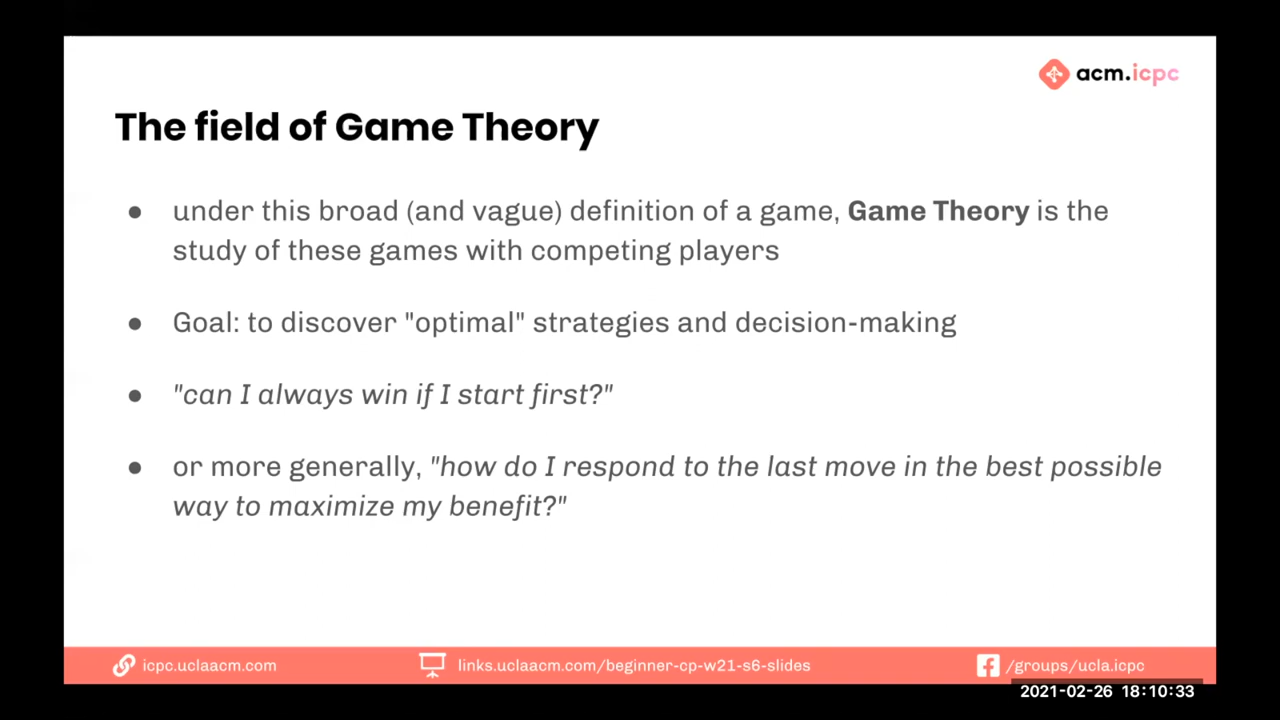 acm.icpc
The field of Game Theory
● under this broad (and vague) definition of a game, Game Theory is the
study of these games with competing players
● Goal: to discover "optimal" strategies and decision-making
● "can I always win if I start first?"
● or more generally, "how do I respond to the last move in the best possible
way to maximize my benefit?"
icpc.uclaacm.com links.uclaacm.com/beginner-cp-w21-s6-slides /groups/ucla.icpc
2021-02-26 18:10:33